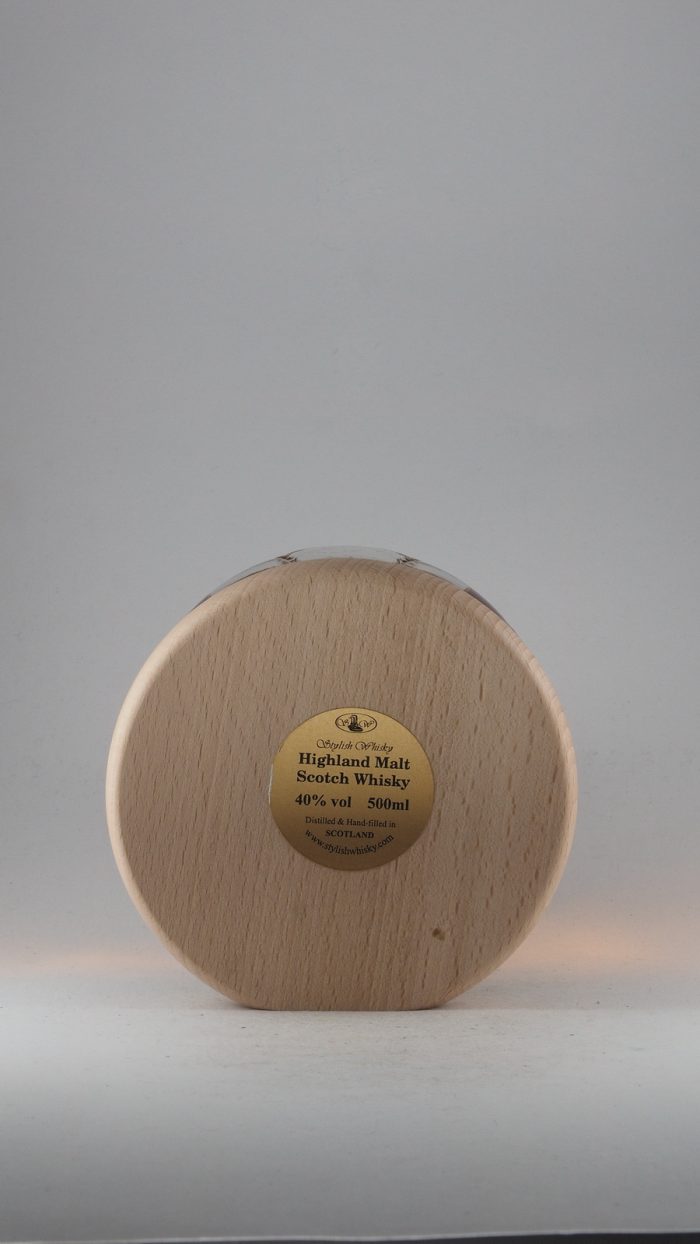 Stylish Whisky
Highland Malt
Scotch Whisky
40% vol 500ml
Distilled & Hand-filled in
SCOTLAND
www.stylishwhisky.com